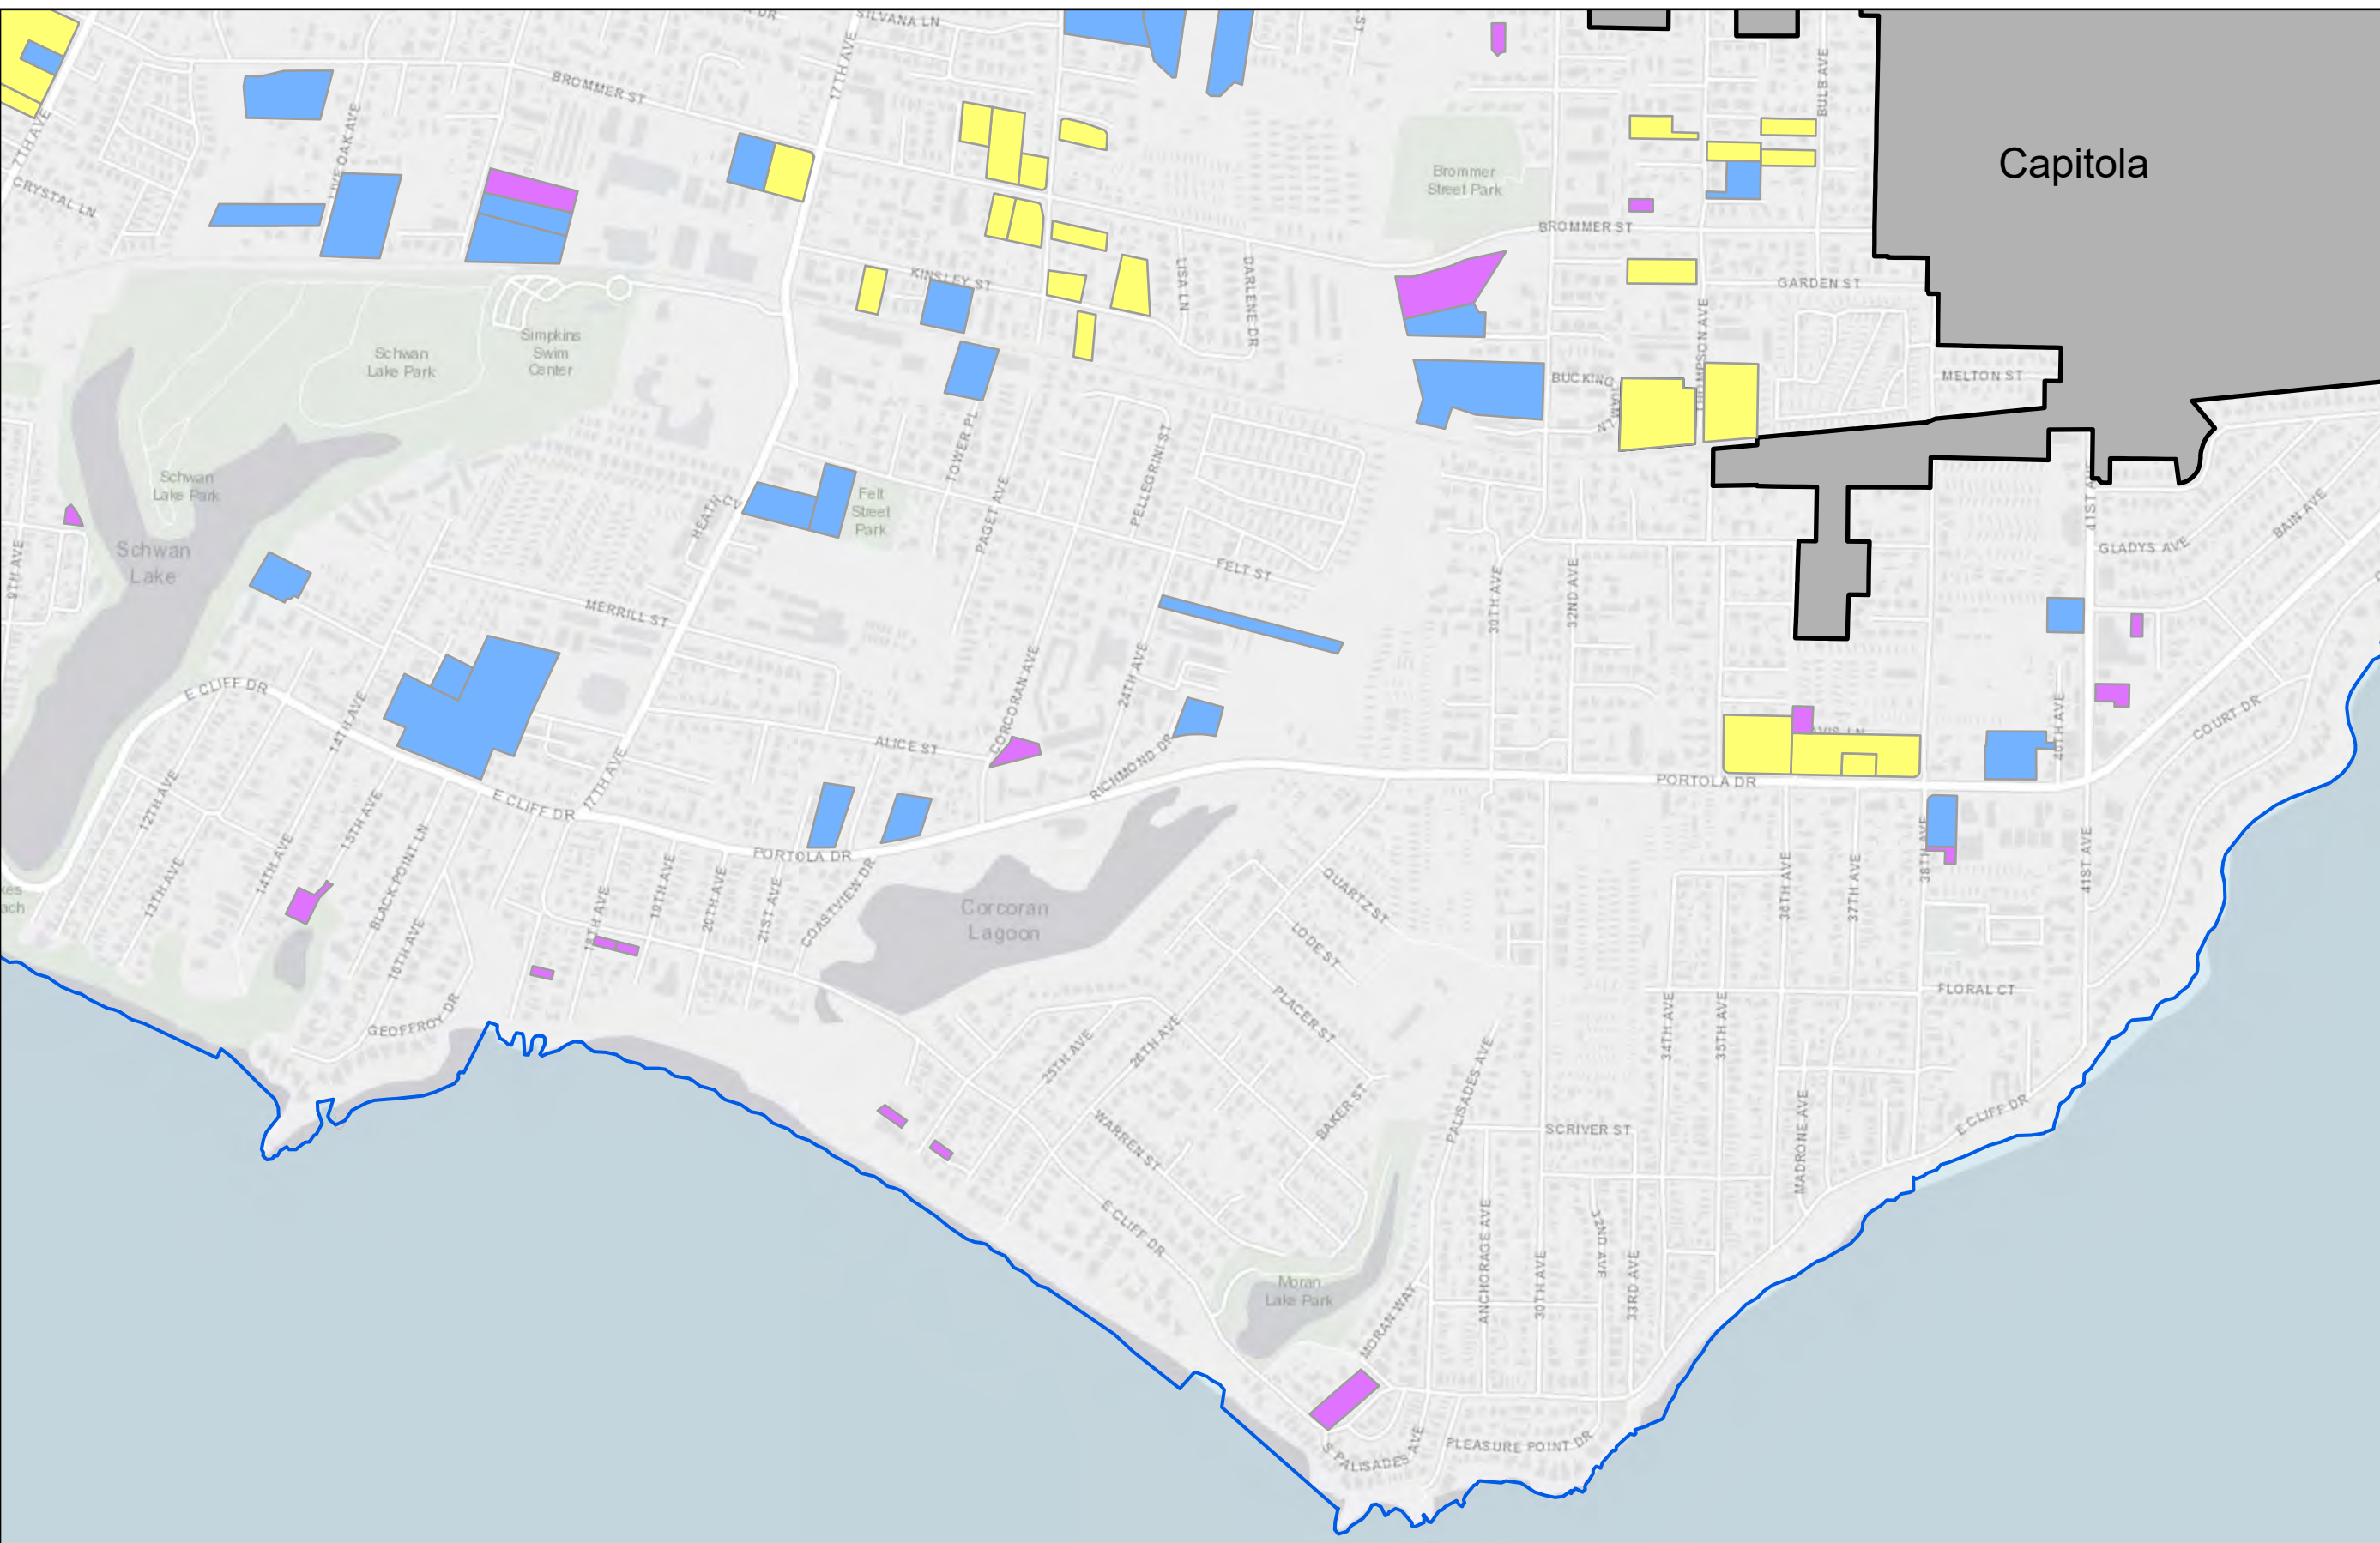 SILVANA LN
17TH AVE
BROMMER ST
BULB AVE
Capitola
LIVE OAK AVE
7TH AVE
CRYSTAL LN
Brommer
Street Park
BROMMER ST
KINSLEY ST
LISA LN
DARLENE DR
GARDEN ST
Simpkins
Swim
Center
Schwan
Lake Park
MELTON ST
Schwan
Lake Park
TOWER PL
PELLEGRINI ST
PAGET AVE
Felt
Street
Park
HEATH CV
41ST AVE
BAIN AVE
GLADYS AVE
Schwan
Lake
9TH AVE
FELT ST
30TH AVE
32ND AVE
MERRILL ST
E CLIFF DR
14TH AVE
CORCORAN AVE
24TH AVE
ALICE ST
RICHMOND DR
40TH AVE
COURT DR
PORTOLA DR
17TH AVE
E CLIFF DR
12TH AVE
15TH AVE
14TH AVE
13TH AVE
BLACK POINT LN
16TH AVE
PORTOLA DR
18TH AVE
19TH AVE
20TH AVE
21ST AVE
COASTVIEW DR
Corcoran
Lagoon
QUARTZ ST
LODE ST
PLACER ST
36TH AVE
37TH AVE
38TH AVE
41ST AVE
FLORAL CT
GEOFFROY DR
25TH AVE
26TH AVE
34TH AVE
35TH AVE
PALISADES AVE
BAKER ST
WARREN ST
SCRIVER ST
MADRONE AVE
E CLIFF DR
E CLIFF DR
ANCHORAGE AVE
30TH AVE
32ND AVE
33RD AVE
Moran
Lake Park
MORAN WAY
S PALISADES AVE
PLEASURE POINT DR